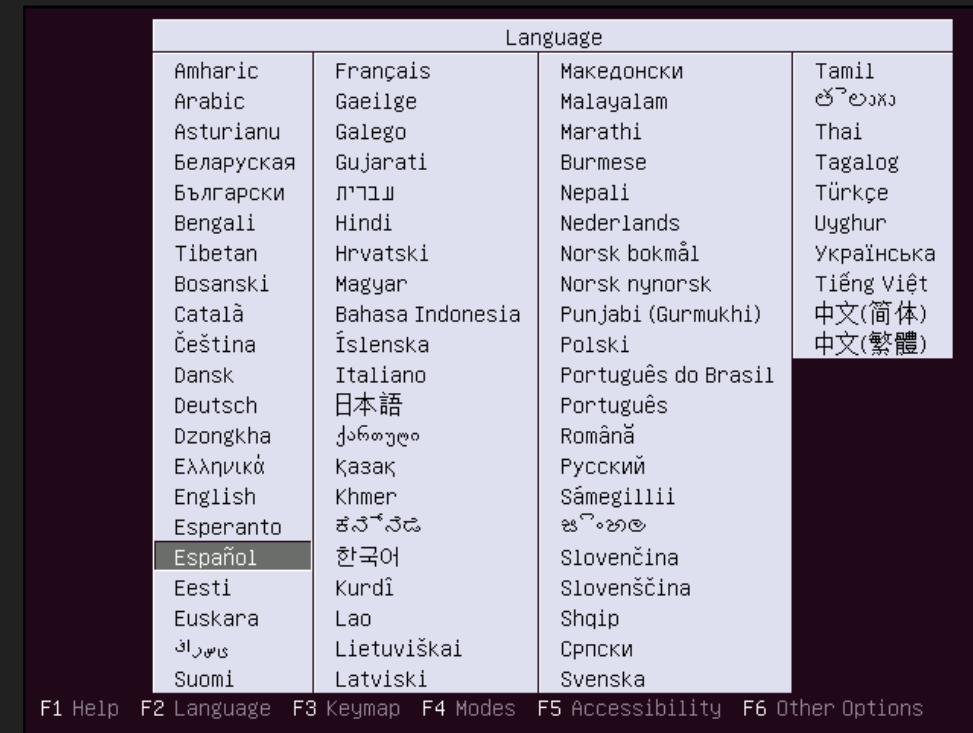 Language
Amharic
Arabic
Asturianu
Беларуская
Български
Bengali
Tibetan
Bosanski
Català
Čeština
Dansk
Deutsch
Dzongkha
Ελληνικά
English
Esperanto
Español
Eesti
Euskara
Suomi
Français
Gaeilge
Galego
Gujarati
עברית
Hindi
Hrvatski
Magyar
Bahasa Indonesia
Íslenska
Italiano
日本語
ქართული
Қазақ
Khmer
한국어
Kurdî
Lao
Lietuviškai
Latviski
Македонски
Malayalam
Marathi
Burmese
Nepali
Nederlands
Norsk bokmål
Norsk nynorsk
Punjabi (Gurmukhi)
Polski
Português do Brasil
Português
Română
Русский
Sámegillii
Slovenčina
Slovenščina
Shqip
Српски
Svenska
Tamil
Thai
Tagalog
Türkçe
Uyghur
Українська
Tiếng Việt
中文(简体)
中文(繁體)
F1 Help F2 Language F3 Keymap F4 Modes F5 Accessibility F6 Other Options